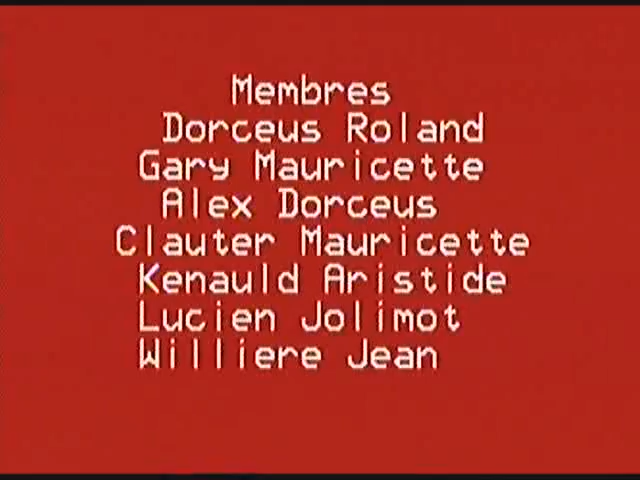 Membres
Dorceus Roland
Gary Mauricette
Alex Dorceus
Clauter Mauricette
Kenauld Aristide
Lucien Jolimot
Williere Jean